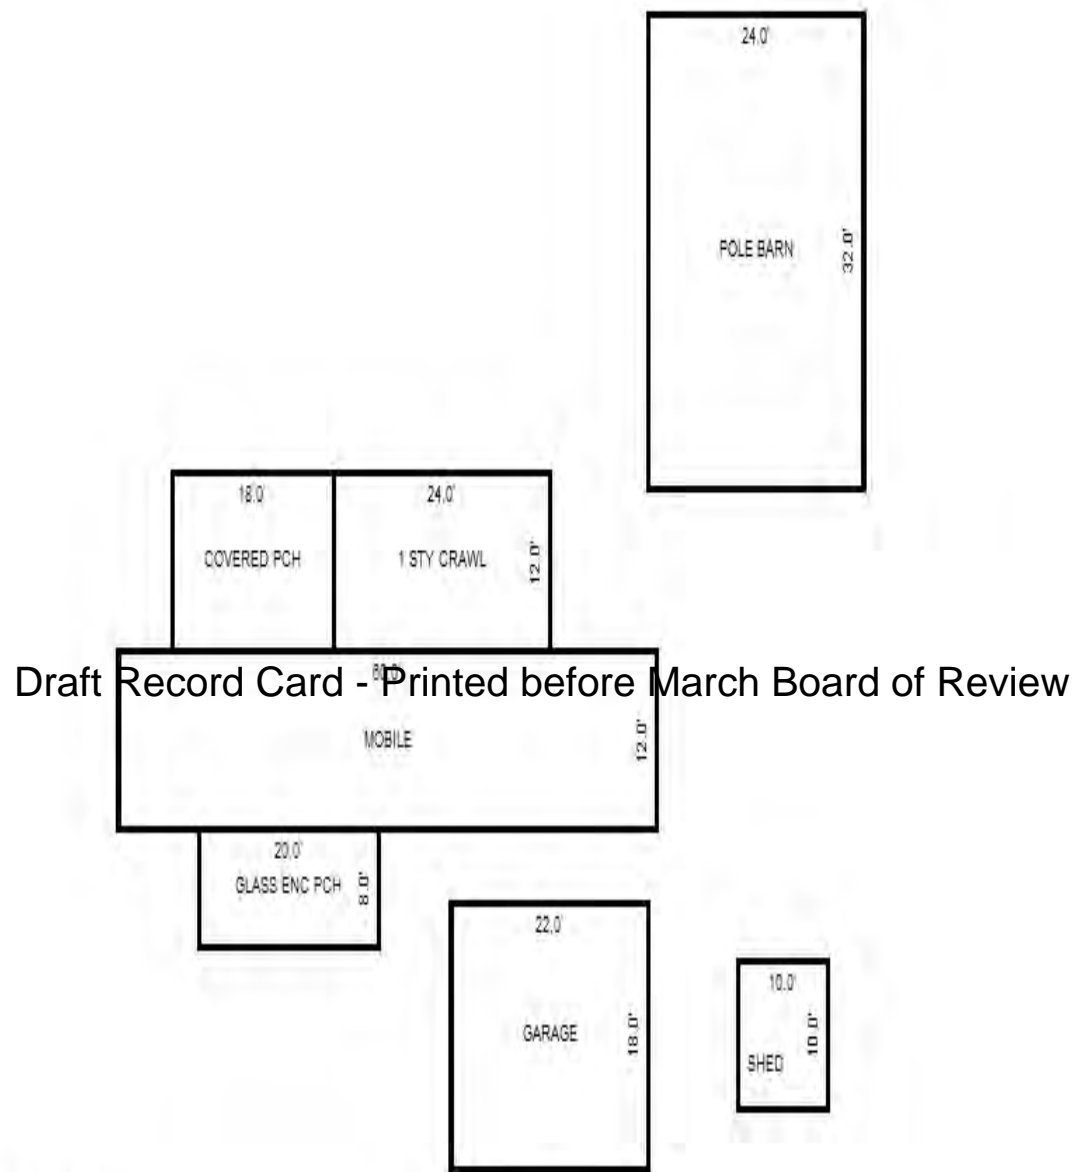 24.0'
POLE BARN
32.0'
18.0'
24.0'
COVERED PCH
1 STY CRAWL
12.0'
60.0'
Draft Record Card - Printed before March Board of Review
MOBILE
12.0'
20.0'
GLASS ENC PCH
8.0'
22.0'
GARAGE
18.0'
10.0'
10.0'
SHED